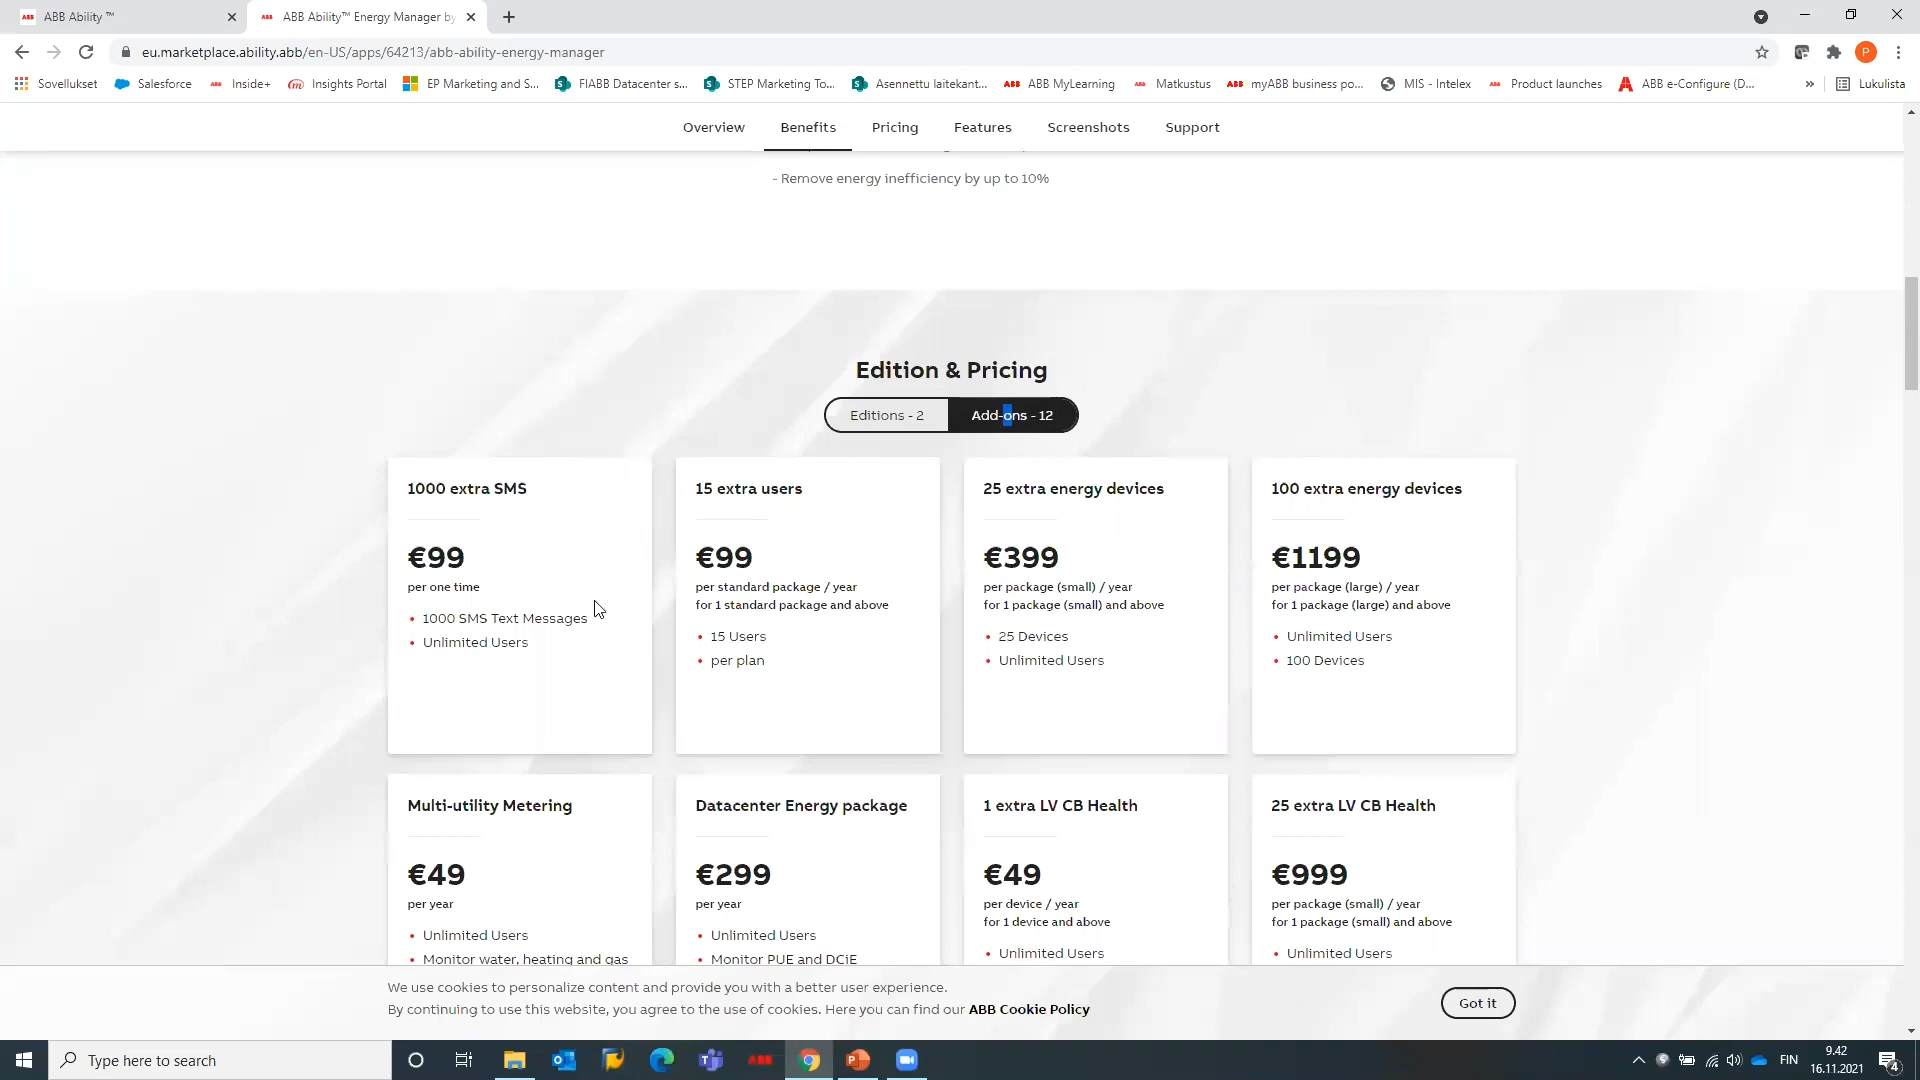 ABB Ability ™
ABB Ability™ Energy Manager by
eu.marketplace.ability.abb/en-US/apps/64213/abb-ability-energy-manager
P
Sovellukset
Salesforce
Inside+
Insights Portal
EP Marketing and S...
FIABB Datacenter s...
STEP Marketing To...
Asennettu laitekant...
ABB MyLearning
Matkustus
myABB business po...
MIS - Intelex
Product launches
ABB e-Configure (D...
»
Lukulista
Overview
Benefits
Pricing
Features
Screenshots
Support
- Remove energy inefficiency by up to 10%
Edition & Pricing
Editions - 2
Add-ons - 12
1000 extra SMS
€99
per one time
• 1000 SMS Text Messages
• Unlimited Users
15 extra users
€99
per standard package / year
for 1 standard package and above
• 15 Users
• per plan
25 extra energy devices
€399
per package (small) / year
for 1 package (small) and above
• 25 Devices
• Unlimited Users
100 extra energy devices
€1199
per package (large) / year
for 1 package (large) and above
• Unlimited Users
• 100 Devices
Multi-utility Metering
€49
per year
• Unlimited Users
• Monitor water, heating and gas
Datacenter Energy package
€299
per year
• Unlimited Users
• Monitor PUE and DCiE
1 extra LV CB Health
€49
per device / year
for 1 device and above
• Unlimited Users
25 extra LV CB Health
€999
per package (small) / year
for 1 package (small) and above
• Unlimited Users
We use cookies to personalize content and provide you with a better user experience.
By continuing to use this website, you agree to the use of cookies. Here you can find our ABB Cookie Policy
Got it
Type here to search
FIN
9.42
16.11.2021
4